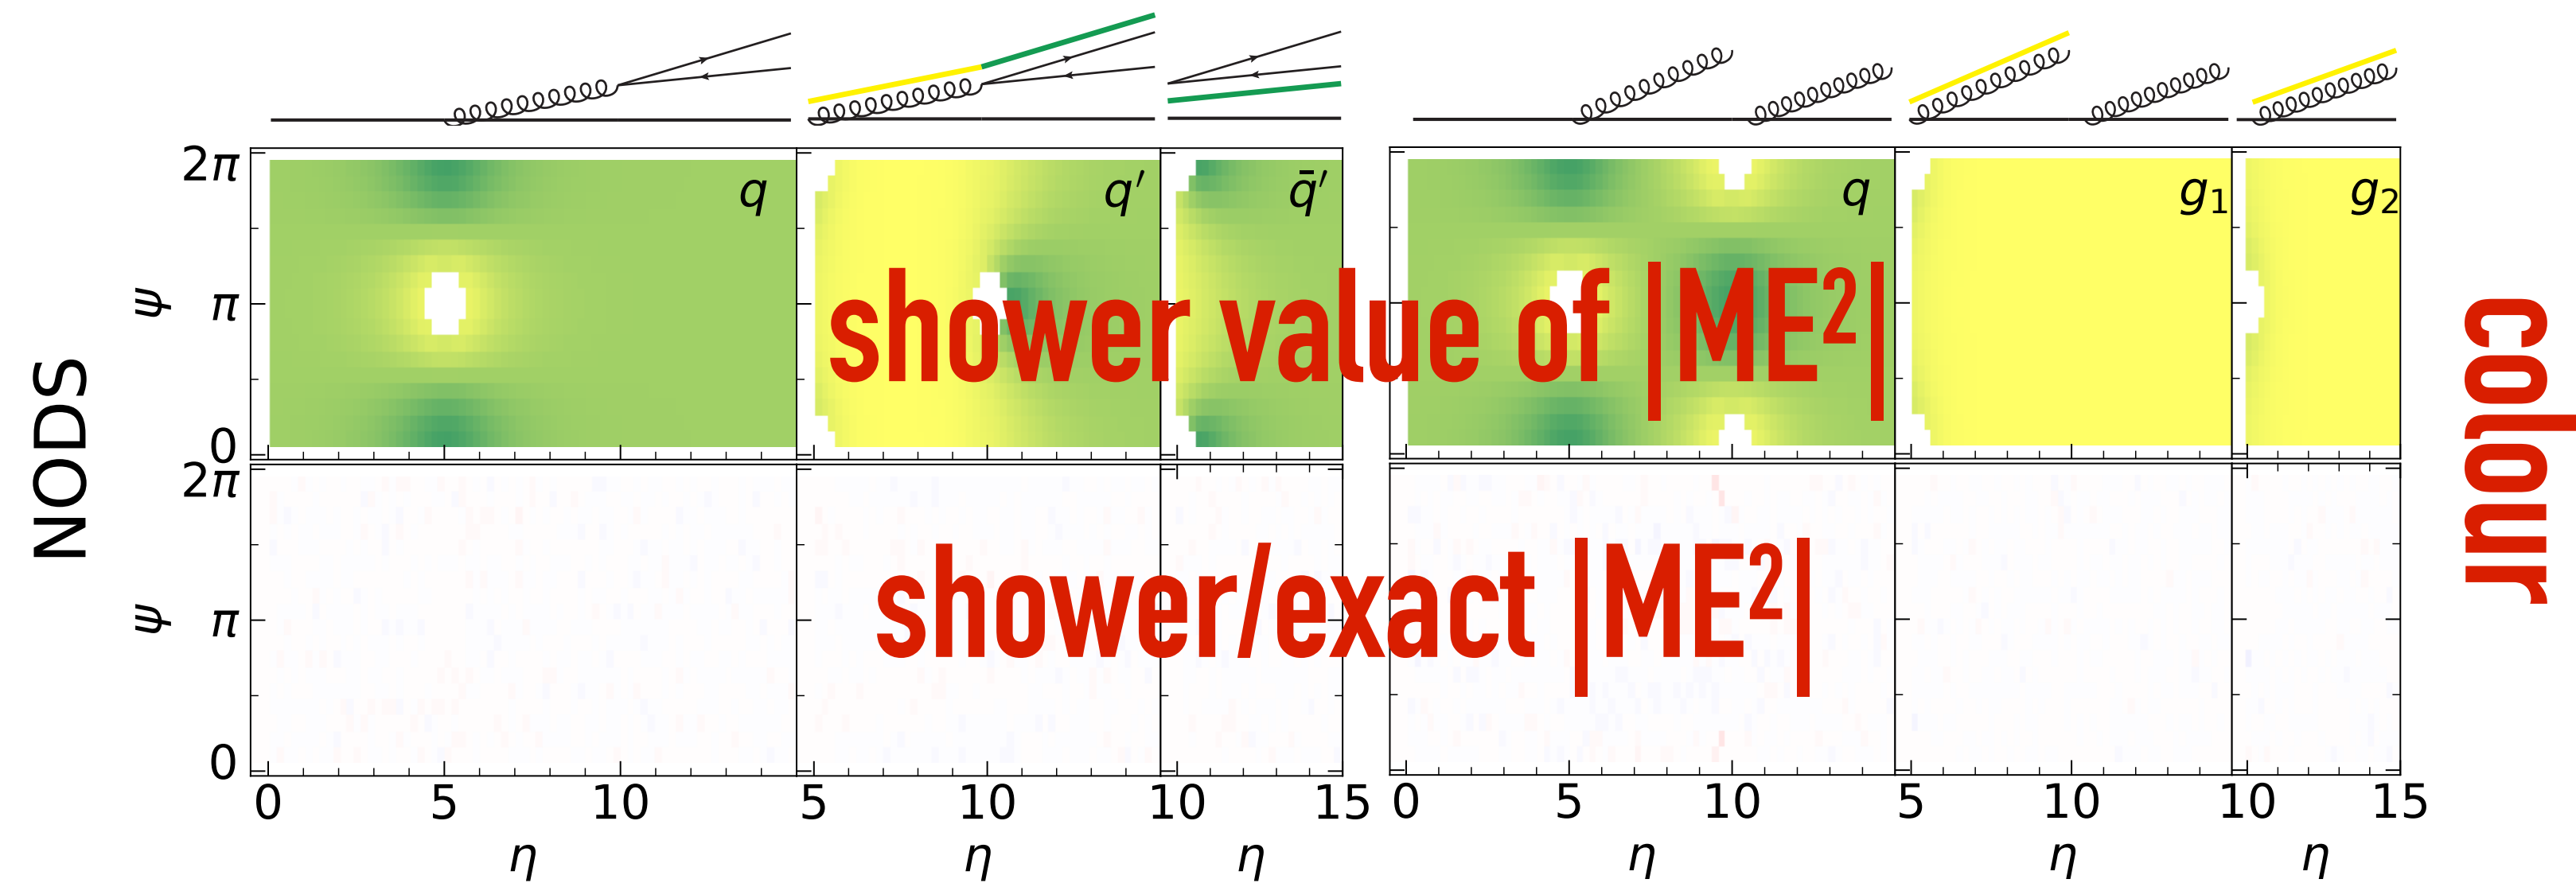 2π
π
0
ψ
q
q′
q̄′
q
g₁
g₂
shower value of |ME²|
NODS
colour
2π
π
0
ψ
shower/exact |ME²|
0 5 10 5 10 10 15 0 5 10 5 10 10 15
η η η η η η